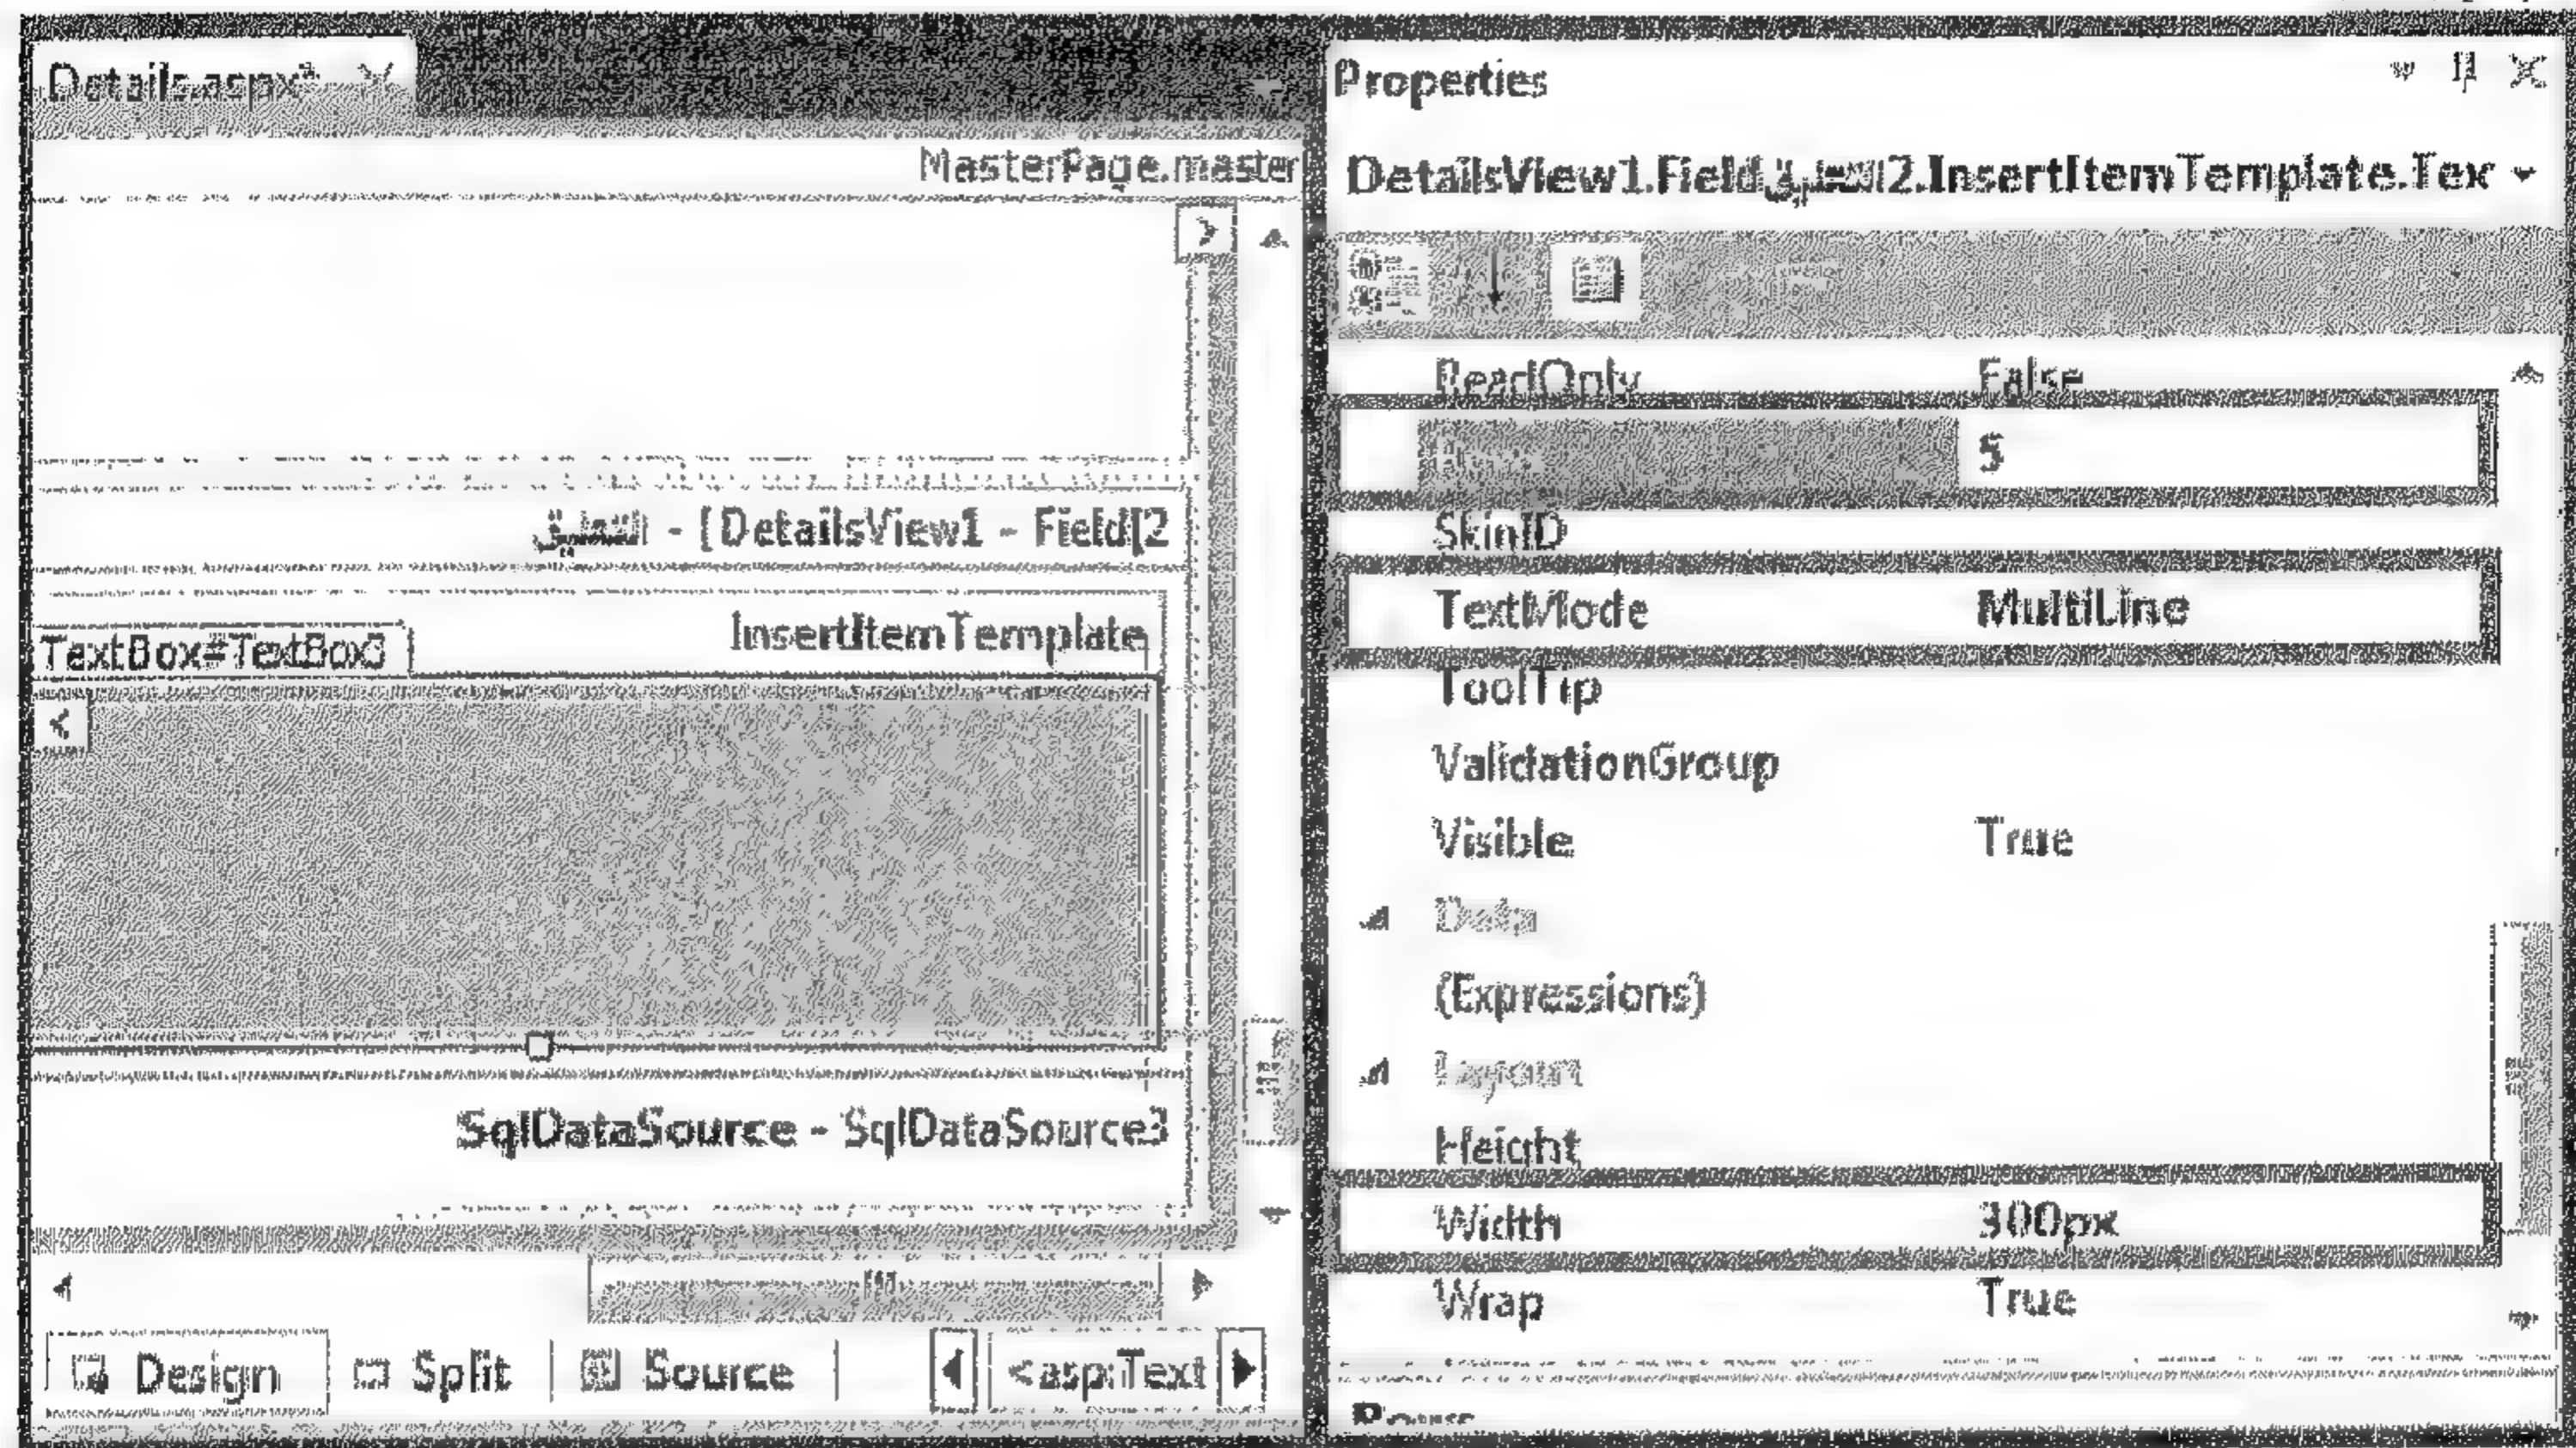 Details.aspx*
MasterPage.master
التعليق - [DetailsView1 - Field[2
InsertItemTemplate
TextBox#TextBox3
SqlDataSource - SqlDataSource3
Design
Split
Source
<asp:Text
Properties
DetailsView1.Field التعليق2.InsertItemTemplate.Tex
ReadOnly False
Rows 5
SkinID
TextMode MultiLine
ToolTip
ValidationGroup
Visible True
Data
(Expressions)
Layout
Height
Width 300px
Wrap True
Rows